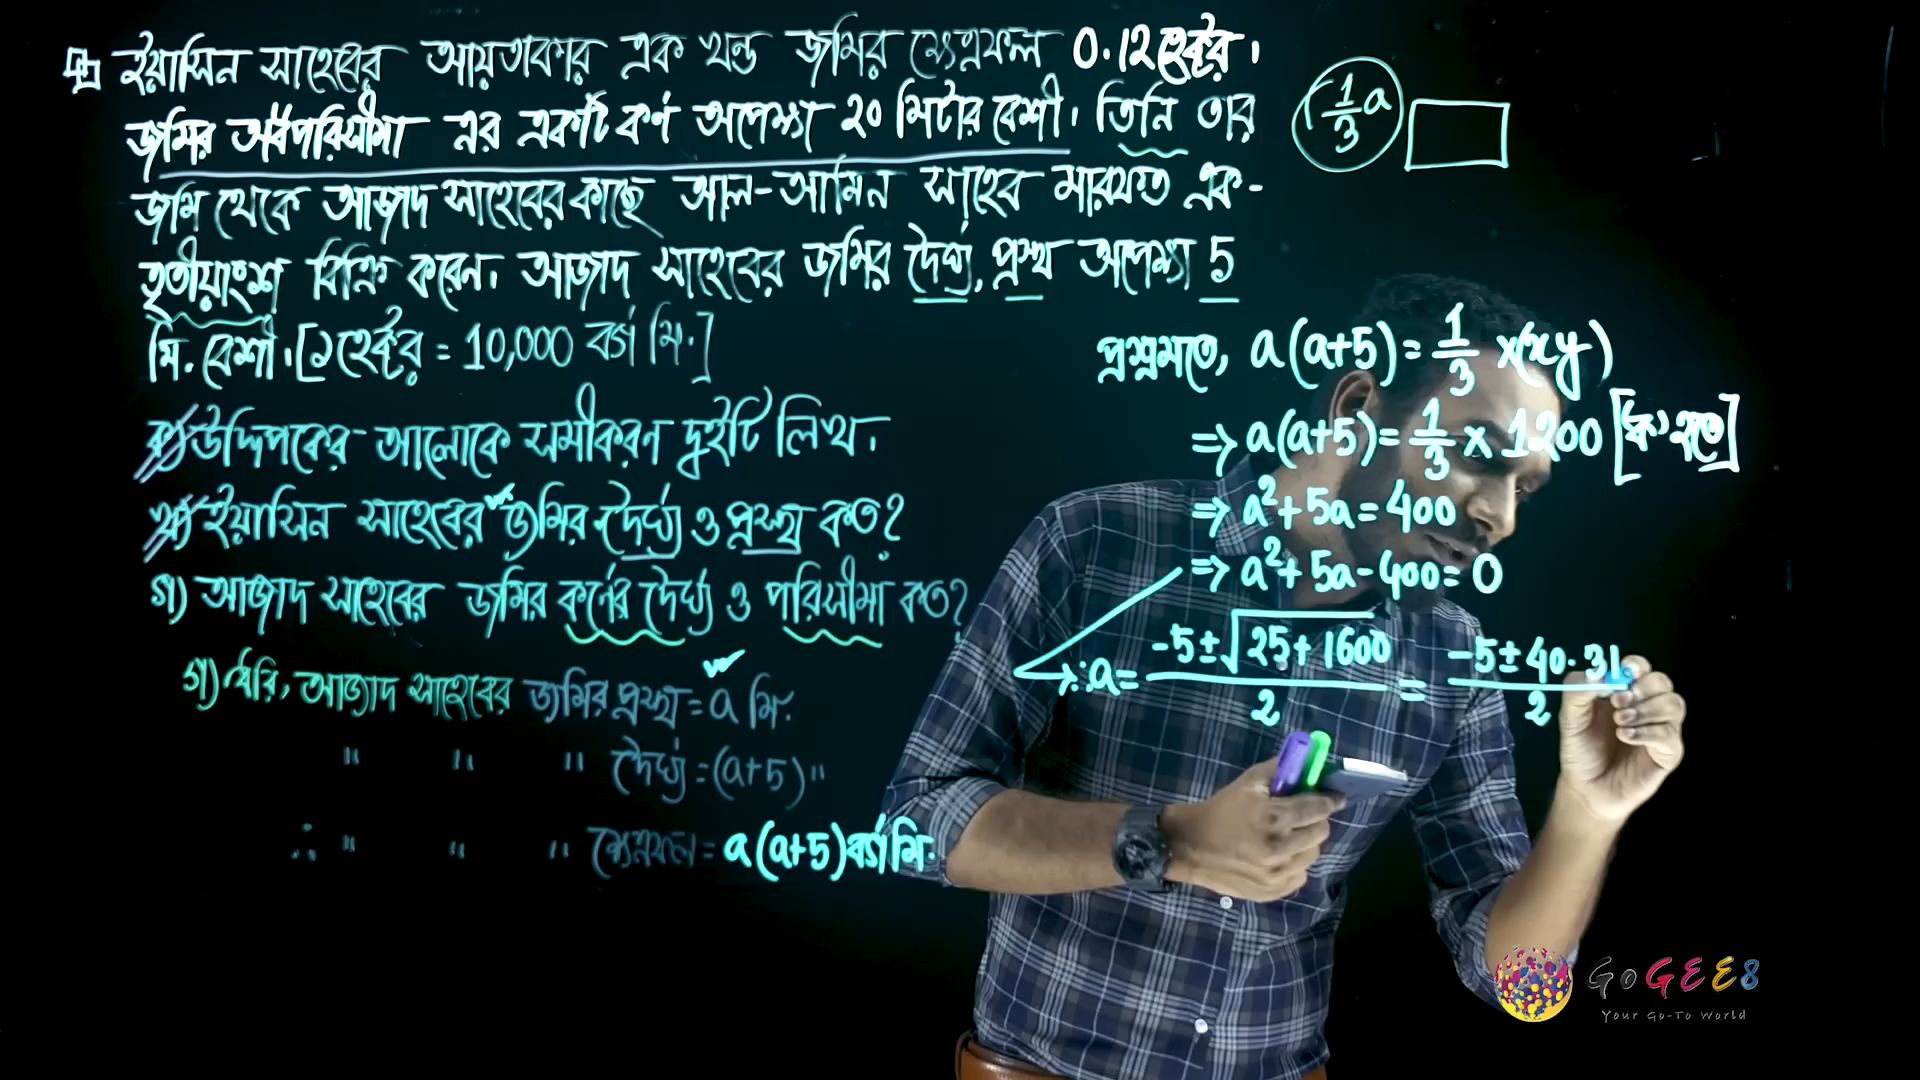 প্রঃ ইয়াসিন সাহেবের আয়তাকার এক খন্ড জমির ক্ষেত্রফল 0.12 হেক্টর।
জমির অর্ধপরিসীমা এর একটি কর্ণ অপেক্ষা ২০ মিটার বেশী। তিনি তার
জমি থেকে আজাদ সাহেবের কাছে আল-আমিন সাহেব মারফত এক-
তৃতীয়াংশ বিক্রি করেন। আজাদ সাহেবের জমির দৈর্ঘ্য, প্রস্থ অপেক্ষা 5
মি. বেশী। [১ হেক্টর = 10,000 বর্গ মি.]
ক) উদ্দিপকের আলোকে সমীকরণ দুইটি লিখ।
খ) ইয়াসিন সাহেবের জমির দৈর্ঘ্য ও প্রস্থ কত?
গ) আজাদ সাহেবের জমির কর্ণের দৈর্ঘ্য ও পরিসীমা কত?
গ) ধরি, আজাদ সাহেবের জমির প্রস্থ = a মি.
" " " দৈর্ঘ্য = (a+5) "
∴ " " " ক্ষেত্রফল = a(a+5) বর্গ মি.
1/3 a
প্রশ্নমতে, a(a+5) = 1/3 x(xy)
⇒ a(a+5) = 1/3 × 1200 [ক) হতে]
⇒ a²+5a = 400
⇒ a²+5a-400 = 0
⇒ ∴ a = (-5±√(25+1600))/2 = (-5±40.31)/2
GoGEE8
Your Go-To World